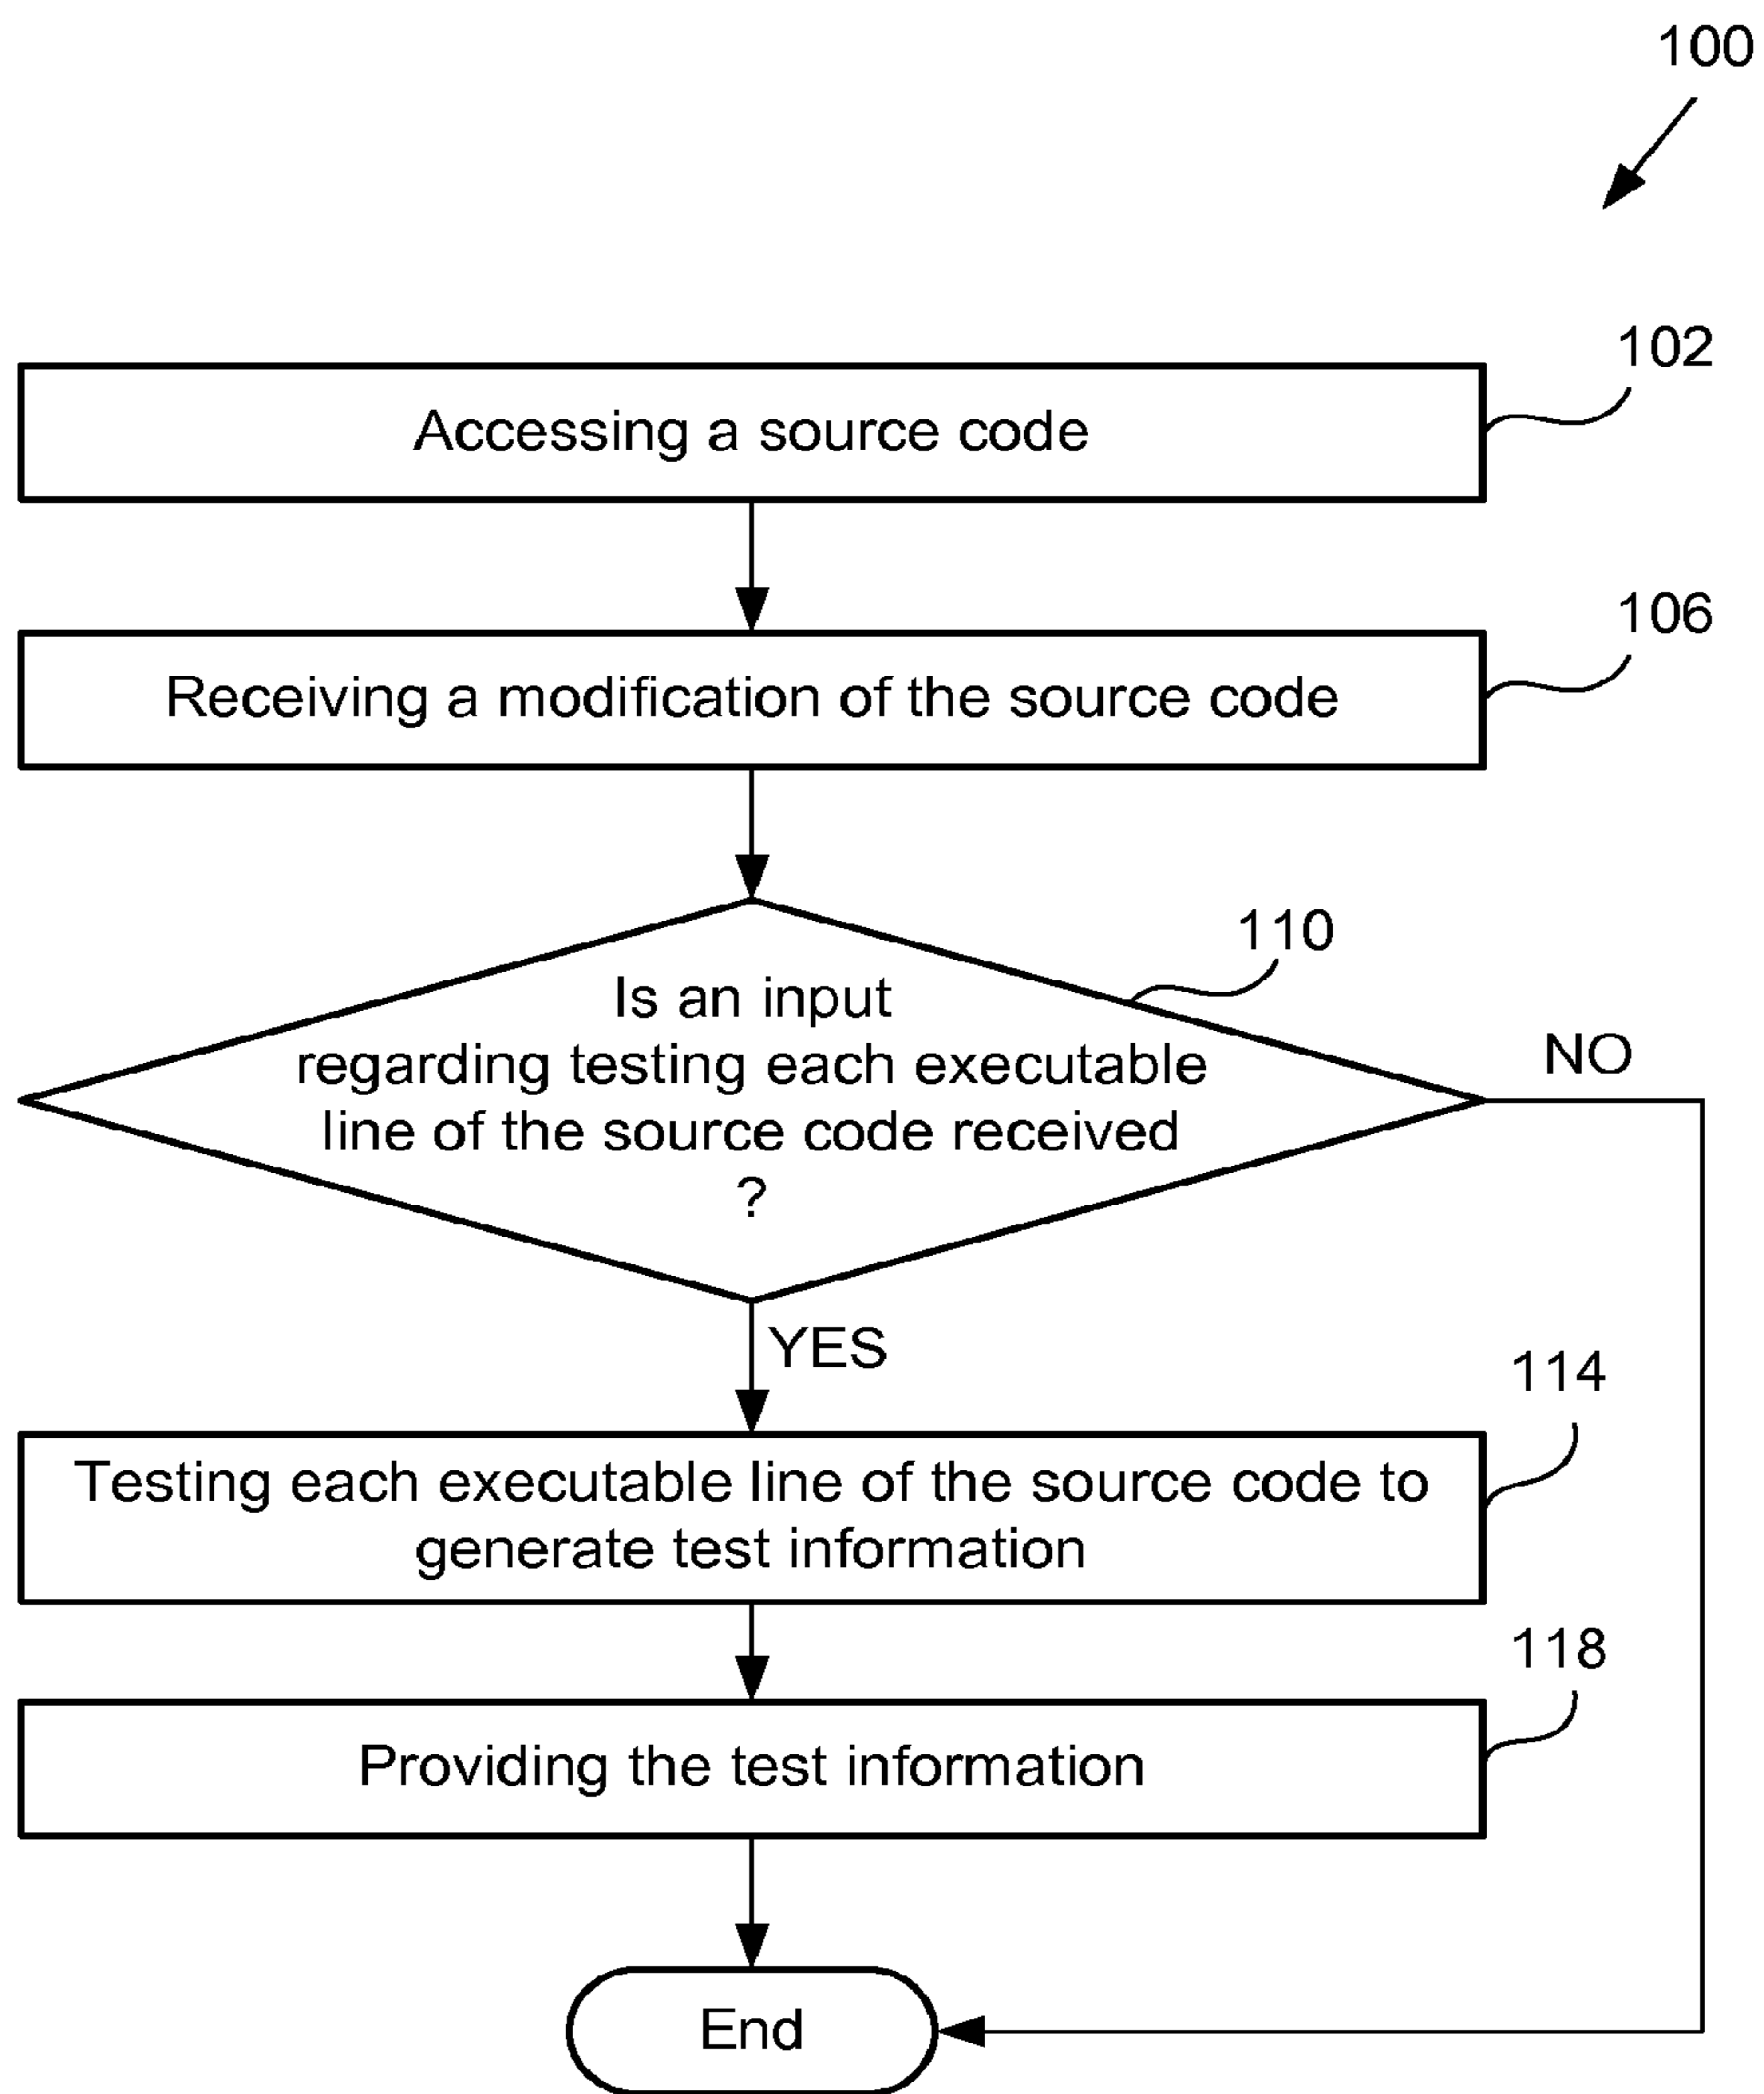 100
102
Accessing a source code
106
Receiving a modification of the source code
110
Is an input
regarding testing each executable
line of the source code received
?
NO
YES
114
Testing each executable line of the source code to
generate test information
118
Providing the test information
End